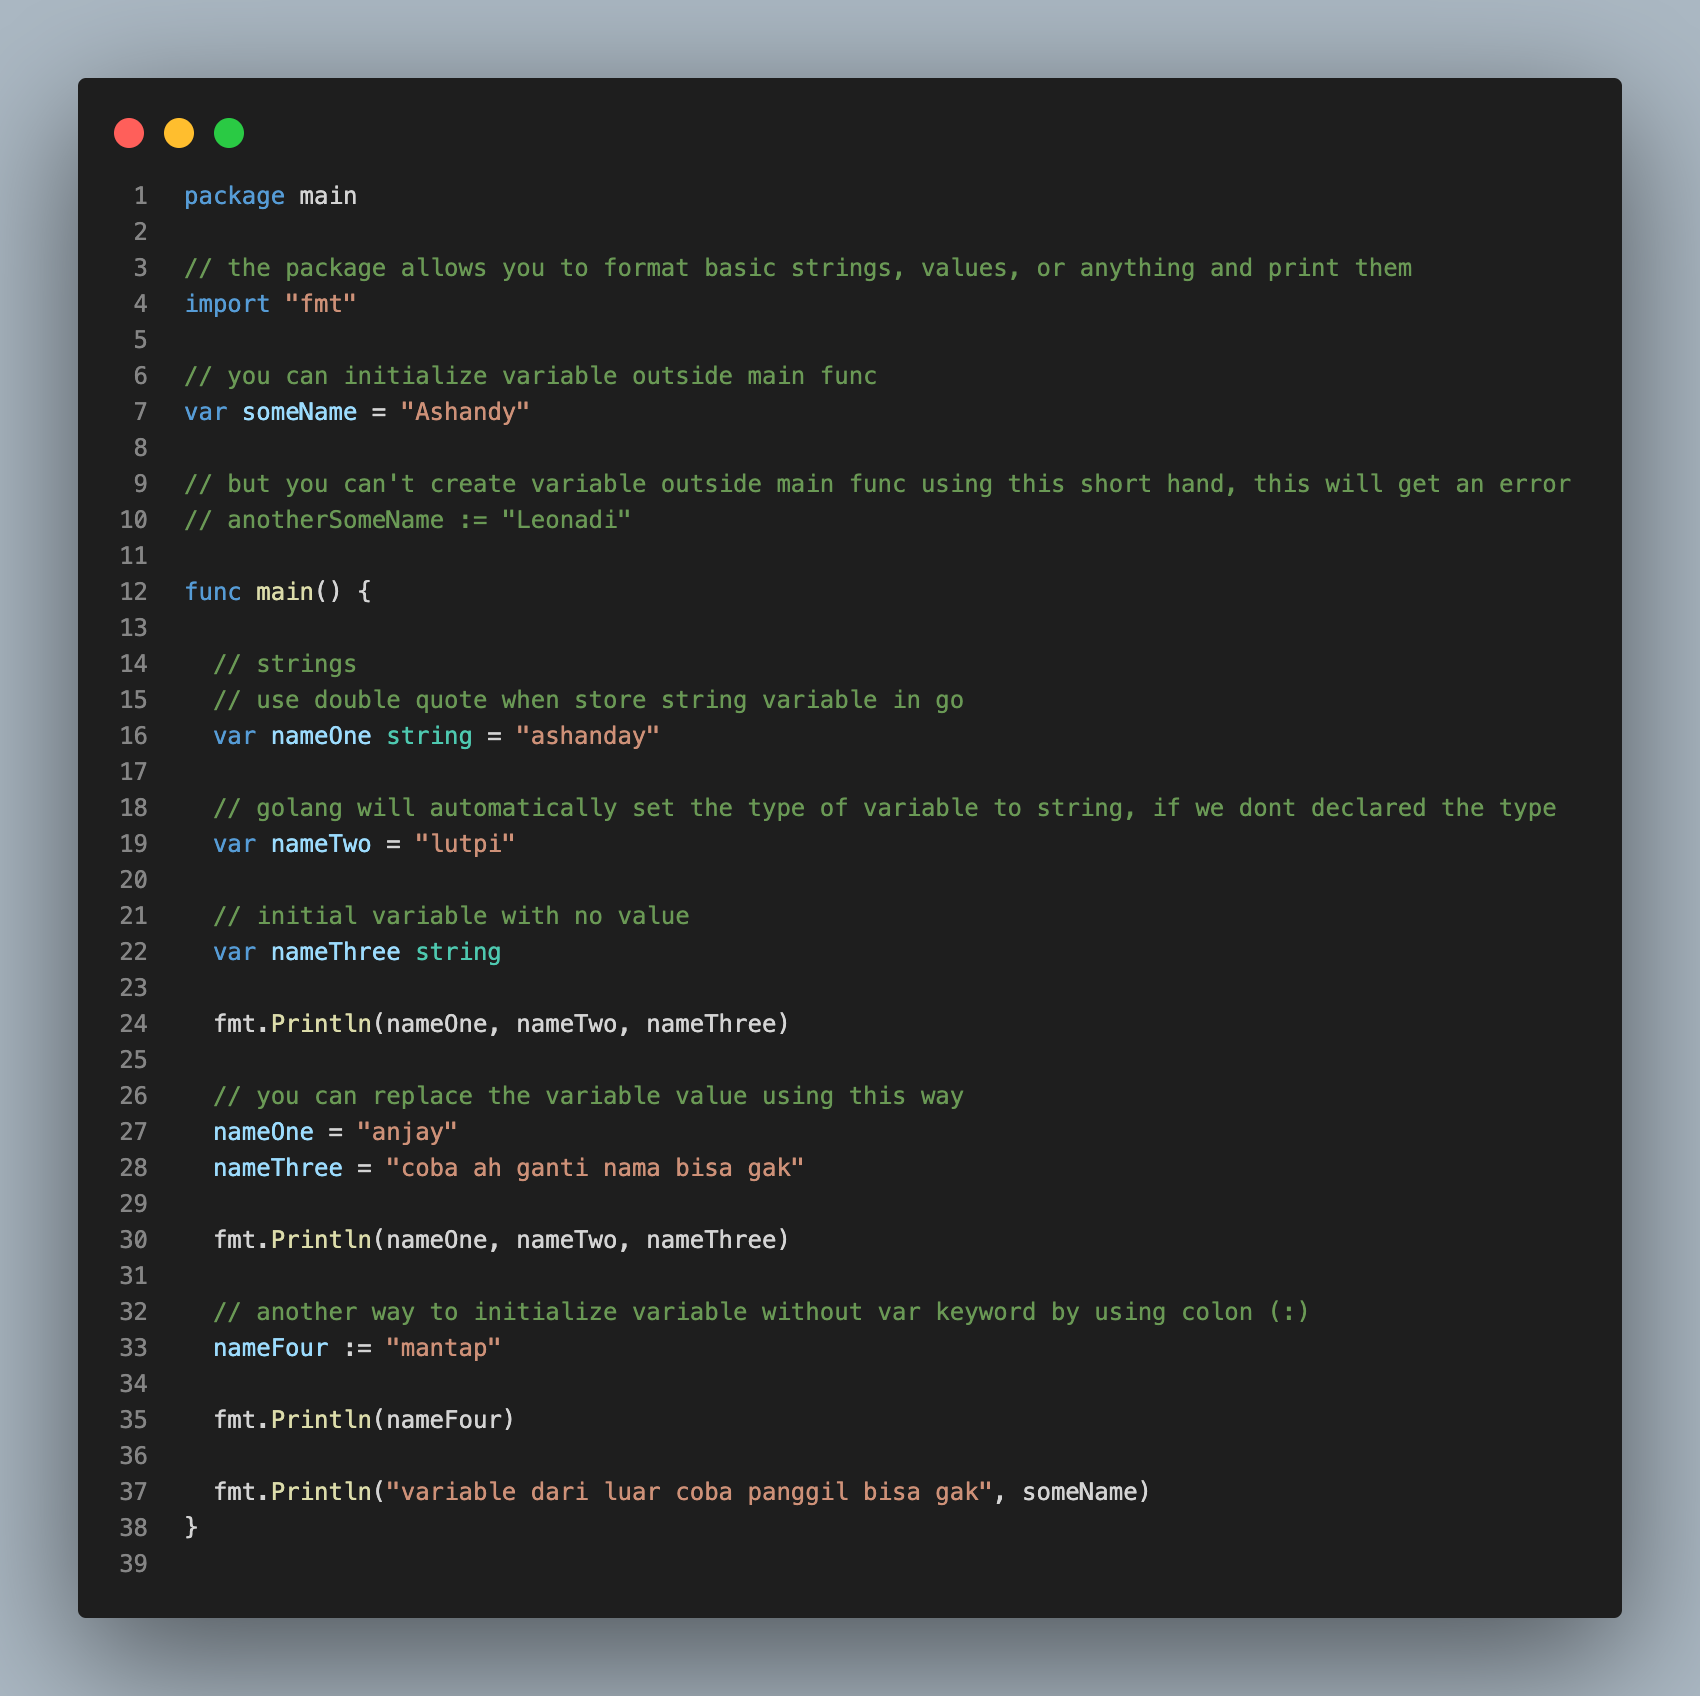 1 package main
2
3 // the package allows you to format basic strings, values, or anything and print them
4 import "fmt"
5
6 // you can initialize variable outside main func
7 var someName = "Ashandy"
8
9 // but you can't create variable outside main func using this short hand, this will get an error
10 // anotherSomeName := "Leonadi"
11
12 func main() {
13
14   // strings
15   // use double quote when store string variable in go
16   var nameOne string = "ashanday"
17
18   // golang will automatically set the type of variable to string, if we dont declared the type
19   var nameTwo = "lutpi"
20
21   // initial variable with no value
22   var nameThree string
23
24   fmt.Println(nameOne, nameTwo, nameThree)
25
26   // you can replace the variable value using this way
27   nameOne = "anjay"
28   nameThree = "coba ah ganti nama bisa gak"
29
30   fmt.Println(nameOne, nameTwo, nameThree)
31
32   // another way to initialize variable without var keyword by using colon (:)
33   nameFour := "mantap"
34
35   fmt.Println(nameFour)
36
37   fmt.Println("variable dari luar coba panggil bisa gak", someName)
38 }
39